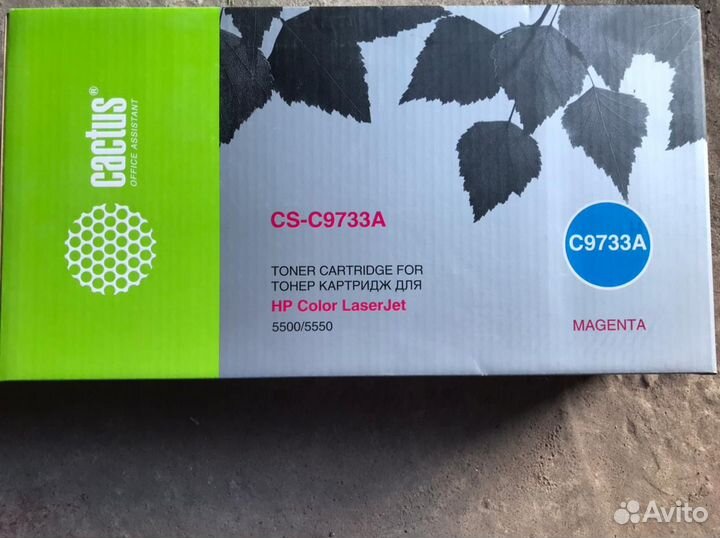 cactus®
OFFICE ASSISTANT
CS-C9733A
TONER CARTRIDGE FOR
ТОНЕР КАРТРИДЖ ДЛЯ
HP Color LaserJet
5500/5550
C9733A
MAGENTA
Avito